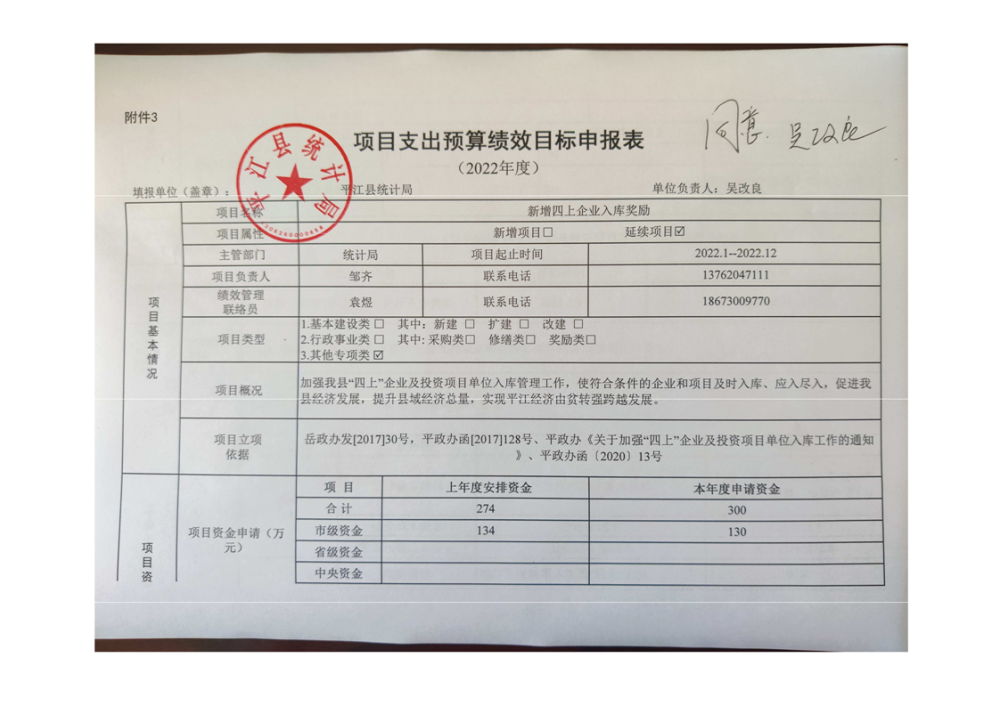 附件3
同意. 吴改良
项目支出预算绩效目标申报表
（2022年度）
填报单位（盖章）： 平江县统计局 单位负责人：吴改良
平江县统计局
项目基本情况
项目名称 新增四上企业入库奖励
项目属性 新增项目☐ 延续项目☑
主管部门 统计局 项目起止时间 2022.1--2022.12
项目负责人 邹齐 联系电话 13762047111
绩效管理
联络员 袁煜 联系电话 18673009770
项目类型
1.基本建设类 ☐ 其中：新建 ☐ 扩建 ☐ 改建 ☐
2.行政事业类☐ 其中: 采购类☐ 修缮类☐ 奖励类☐
3.其他专项类☑
项目概况
加强我县“四上”企业及投资项目单位入库管理工作，使符合条件的企业和项目及时入库、应入尽入，促进我
县经济发展，提升县域经济总量，实现平江经济由贫转强跨越发展。
项目立项
依据
岳政办发[2017]30号，平政办函[2017]128号、平政办《关于加强“四上”企业及投资项目单位入库工作的通知
》、平政办函〔2020〕13号
项目资
项目资金申请（万
元）
项 目 上年度安排资金 本年度申请资金
合 计 274 300
市级资金 134 130
省级资金
中央资金